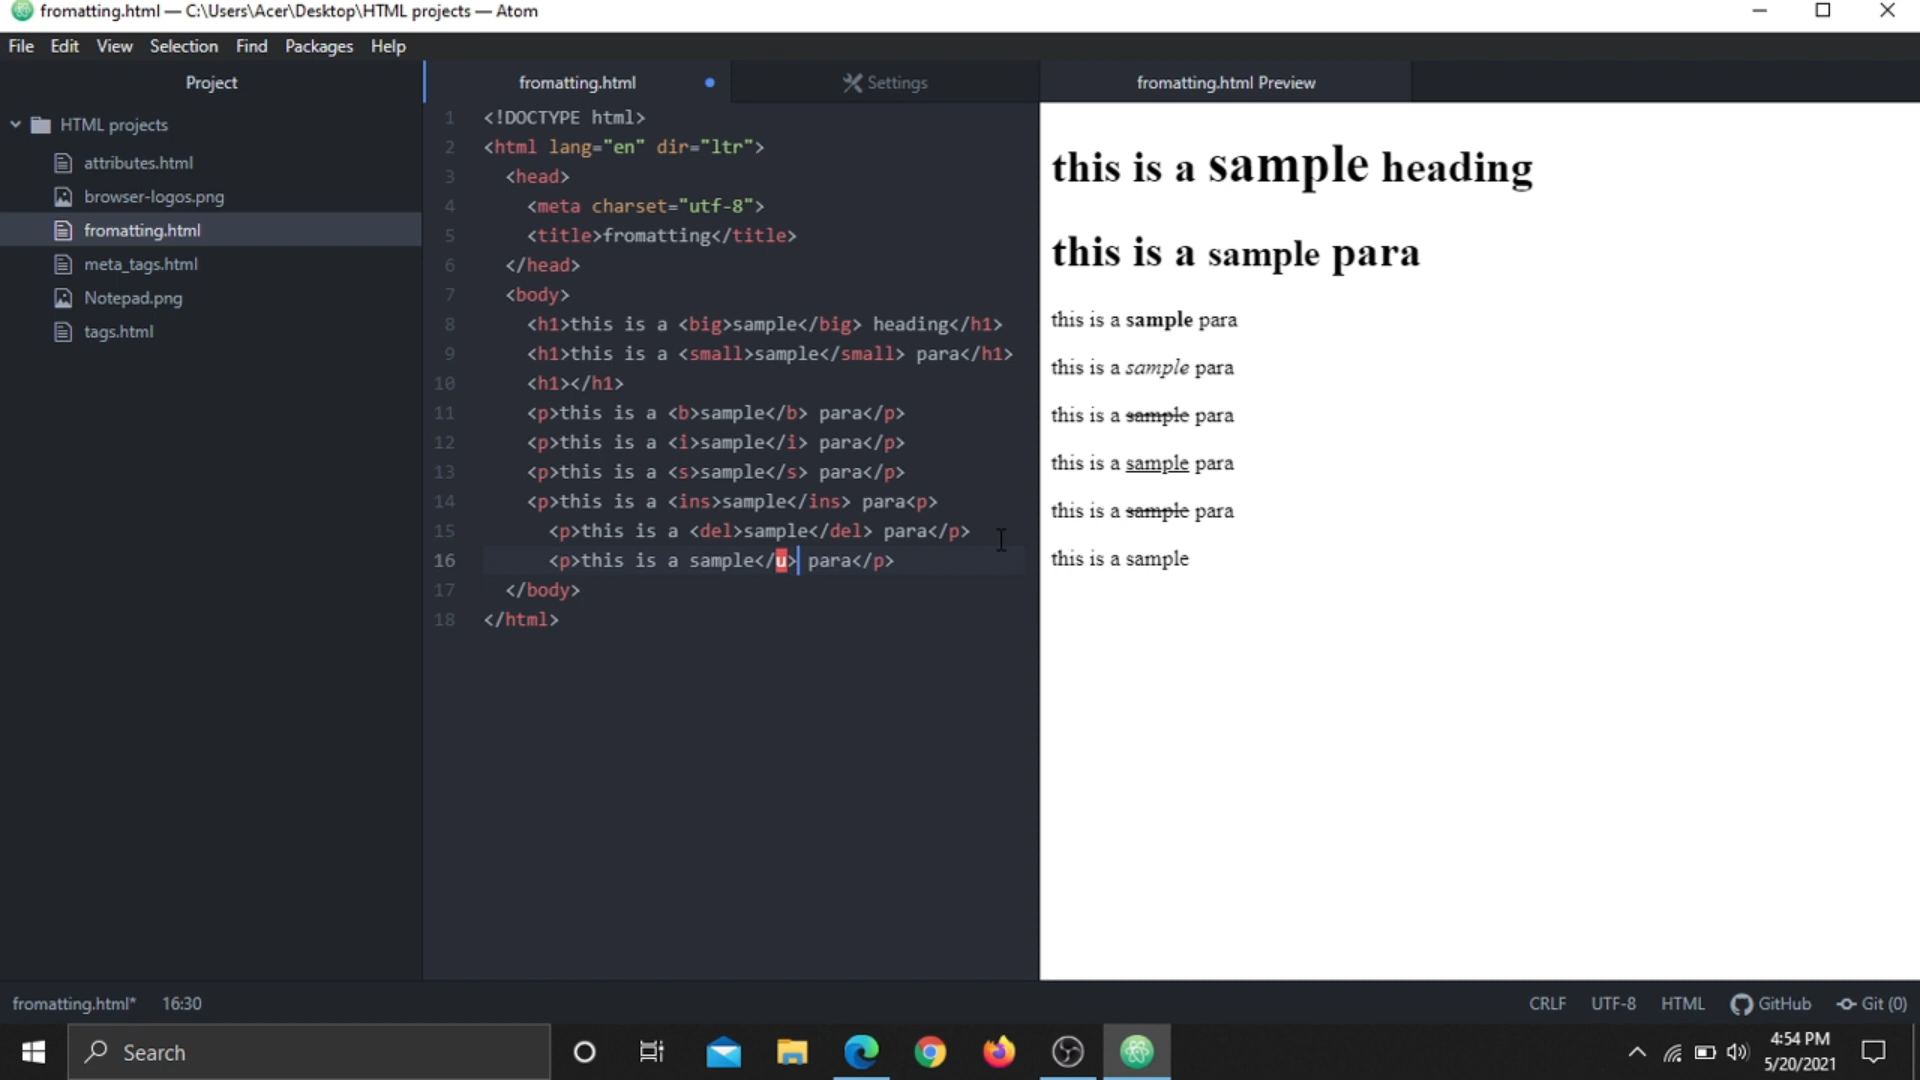 fromatting.html — C:\Users\Acer\Desktop\HTML projects — Atom
File Edit View Selection Find Packages Help
Project
HTML projects
attributes.html
browser-logos.png
fromatting.html
meta_tags.html
Notepad.png
tags.html
fromatting.html
Settings
fromatting.html Preview
1 <!DOCTYPE html>
2 <html lang="en" dir="ltr">
3 <head>
4 <meta charset="utf-8">
5 <title>fromatting</title>
6 </head>
7 <body>
8 <h1>this is a <big>sample</big> heading</h1>
9 <h1>this is a <small>sample</small> para</h1>
10 <h1></h1>
11 <p>this is a <b>sample</b> para</p>
12 <p>this is a <i>sample</i> para</p>
13 <p>this is a <s>sample</s> para</p>
14 <p>this is a <ins>sample</ins> para<p>
15 <p>this is a <del>sample</del> para</p>
16 <p>this is a sample</u> para</p>
17 </body>
18 </html>
this is a sample heading
this is a sample para
this is a sample para
this is a sample para
this is a sample para
this is a sample para
this is a sample para
this is a sample
fromatting.html* 16:30
CRLF UTF-8 HTML GitHub Git (0)
Search
4:54 PM
5/20/2021